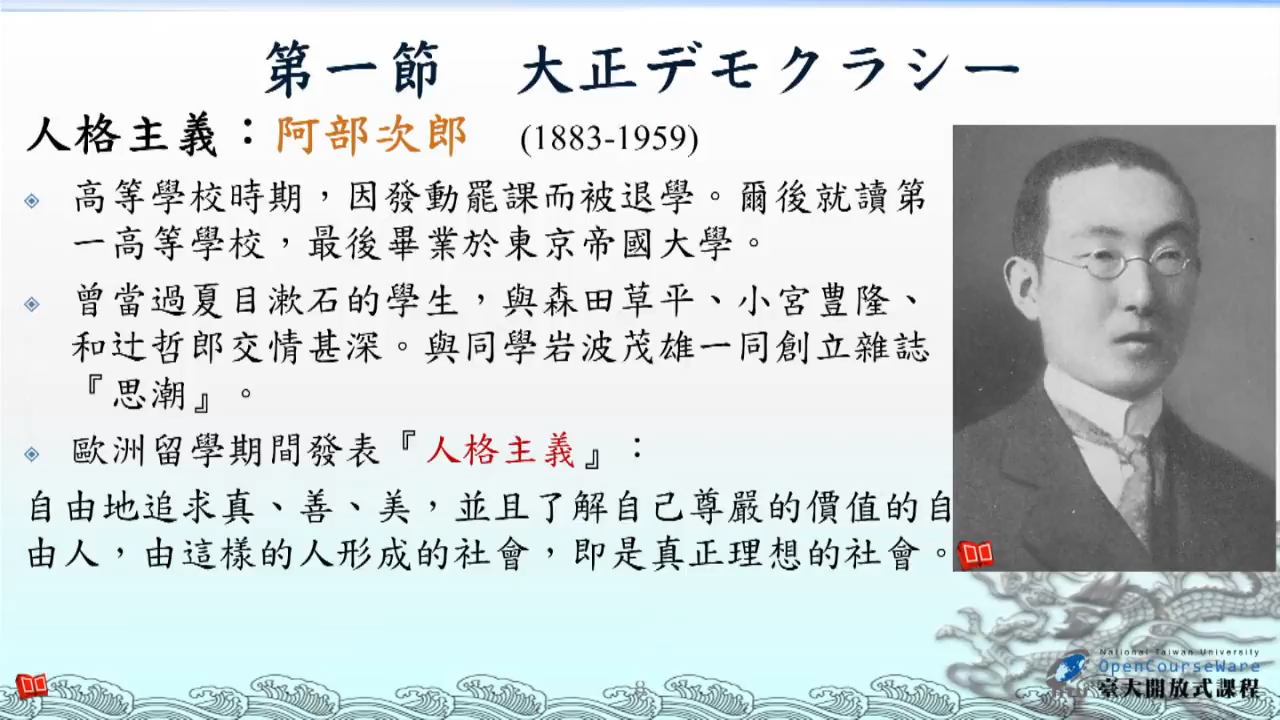 第一節 大正デモクラシー
人格主義：阿部次郎 (1883-1959)
高等學校時期，因發動罷課而被退學。爾後就讀第
一高等學校，最後畢業於東京帝國大學。
曾當過夏目漱石的學生，與森田草平、小宮豊隆、
和辻哲郎交情甚深。與同學岩波茂雄一同創立雜誌
『思潮』。
歐洲留學期間發表『人格主義』：
自由地追求真、善、美，並且了解自己尊嚴的價值的自
由人，由這樣的人形成的社會，即是真正理想的社會。
National Taiwan University
OpenCourseWare
臺大開放式課程